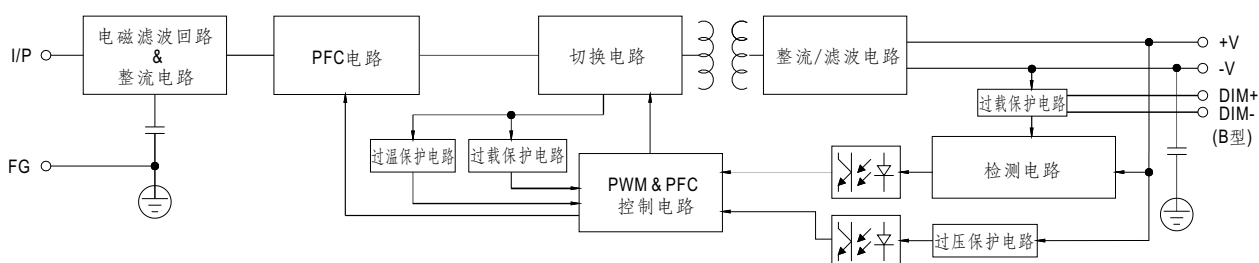 I/P
电磁滤波回路
&
整流电路
PFC电路
切换电路
整流/滤波电路
+V
-V
过载保护电路
DIM+
DIM-
(B型)
过温保护电路
过载保护电路
FG
PWM & PFC
控制电路
检测电路
过压保护电路